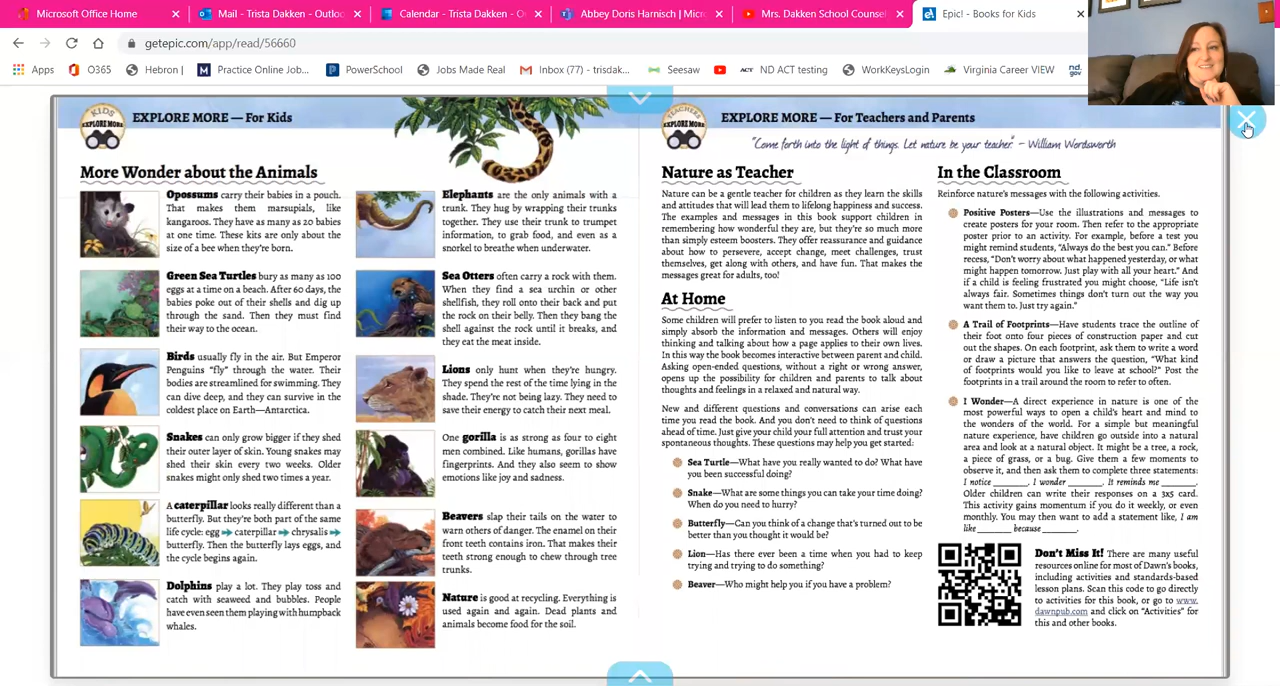 Microsoft Office Home
Mail - Trista Dakken - Outloo
Calendar - Trista Dakken - O
Abbey Doris Harnisch | Micr
Mrs. Dakken School Counsel
Epic! - Books for Kids
getepic.com/app/read/56660
Apps O365 Hebron | Practice Online Job... PowerSchool Jobs Made Real Inbox (77) - trisdak... Seesaw ACT ND ACT testing WorkKeysLogin Virginia Career VIEW nd.gov
KIDS EXPLORE MORE
EXPLORE MORE — For Kids
More Wonder about the Animals
Opossums carry their babies in a pouch.
That makes them marsupials, like
kangaroos. They have as many as 20 babies
at one time. These kits are only about the
size of a bee when they're born.
Green Sea Turtles bury as many as 100
eggs at a time on a beach. After 60 days, the
babies poke out of their shells and dig up
through the sand. Then they must find
their way to the ocean.
Birds usually fly in the air. But Emperor
Penguins "fly" through the water. Their
bodies are streamlined for swimming. They
can dive deep, and they can survive in the
coldest place on Earth—Antarctica.
Snakes can only grow bigger if they shed
their outer layer of skin. Young snakes may
shed their skin every two weeks. Older
snakes might only shed two times a year.
A caterpillar looks really different than a
butterfly. But they're both part of the same
life cycle: egg ➔ caterpillar ➔ chrysalis ➔
butterfly. Then the butterfly lays eggs, and
the cycle begins again.
Dolphins play a lot. They play toss and
catch with seaweed and bubbles. People
have even seen them playing with humpback
whales.
Elephants are the only animals with a
trunk. They hug by wrapping their trunks
together. They use their trunk to trumpet
information, to grab food, and even as a
snorkel to breathe when underwater.
Sea Otters often carry a rock with them.
When they find a sea urchin or other
shellfish, they roll onto their back and put
the rock on their belly. Then they bang the
shell against the rock until it breaks, and
they eat the meat inside.
Lions only hunt when they're hungry.
They spend the rest of the time lying in the
shade. They're not being lazy. They need to
save their energy to catch their next meal.
One gorilla is as strong as four to eight
men combined. Like humans, gorillas have
fingerprints. And they also seem to show
emotions like joy and sadness.
Beavers slap their tails on the water to
warn others of danger. The enamel on their
front teeth contains iron. That makes their
teeth strong enough to chew through tree
trunks.
Nature is good at recycling. Everything is
used again and again. Dead plants and
animals become food for the soil.
TEACHERS EXPLORE MORE
EXPLORE MORE — For Teachers and Parents
"Come forth into the light of things. Let nature be your teacher." – William Wordsworth
Nature as Teacher
Nature can be a gentle teacher for children as they learn the skills
and attitudes that will lead them to lifelong happiness and success.
The examples and messages in this book support children in
remembering how wonderful they are, but they're so much more
than simply esteem boosters. They offer reassurance and guidance
about how to persevere, accept change, meet challenges, trust
themselves, get along with others, and have fun. That makes the
messages great for adults, too!
At Home
Some children will prefer to listen to you read the book aloud and
simply absorb the information and messages. Others will enjoy
thinking and talking about how a page applies to their own lives.
In this way the book becomes interactive between parent and child.
Asking open-ended questions, without a right or wrong answer,
opens up the possibility for children and parents to talk about
thoughts and feelings in a relaxed and natural way.
New and different questions and conversations can arise each
time you read the book. And you don't need to think of questions
ahead of time. Just give your child your full attention and trust your
spontaneous thoughts. These questions may help you get started:
Sea Turtle—What have you really wanted to do? What have
you been successful doing?
Snake—What are some things you can take your time doing?
When do you need to hurry?
Butterfly—Can you think of a change that's turned out to be
better than you thought it would be?
Lion—Has there ever been a time when you had to keep
trying and trying to do something?
Beaver—Who might help you if you have a problem?
In the Classroom
Reinforce nature's messages with the following activities.
Positive Posters—Use the illustrations and messages to
create posters for your room. Then refer to the appropriate
poster prior to an activity. For example, before a test you
might remind students, "Always do the best you can." Before
recess, "Don't worry about what happened yesterday, or what
might happen tomorrow. Just play with all your heart." And
if a child is feeling frustrated you might choose, "Life isn't
always fair. Sometimes things don't turn out the way you
want them to. Just try again."
A Trail of Footprints—Have students trace the outline of
their foot onto four pieces of construction paper and cut
out the shapes. On each footprint, ask them to write a word
or draw a picture that answers the question, "What kind
of footprints would you like to leave at school?" Post the
footprints in a trail around the room to refer to often.
I Wonder—A direct experience in nature is one of the
most powerful ways to open a child's heart and mind to
the wonders of the world. For a simple but meaningful
nature experience, have children go outside into a natural
area and look at a natural object. It might be a tree, a rock,
a piece of grass, or a bug. Give them a few moments to
observe it, and then ask them to complete three statements:
I notice ______, I wonder ______, It reminds me ______.
Older children can write their responses on a 3x5 card.
This activity gains momentum if you do it weekly, or even
monthly. You may then want to add a statement like, I am
like ______ because ______.
Don't Miss It! There are many useful
resources online for most of Dawn's books,
including activities and standards-based
lesson plans. Scan this code to go directly
to activities for this book, or go to www.
dawnpub.com and click on "Activities" for
this and other books.